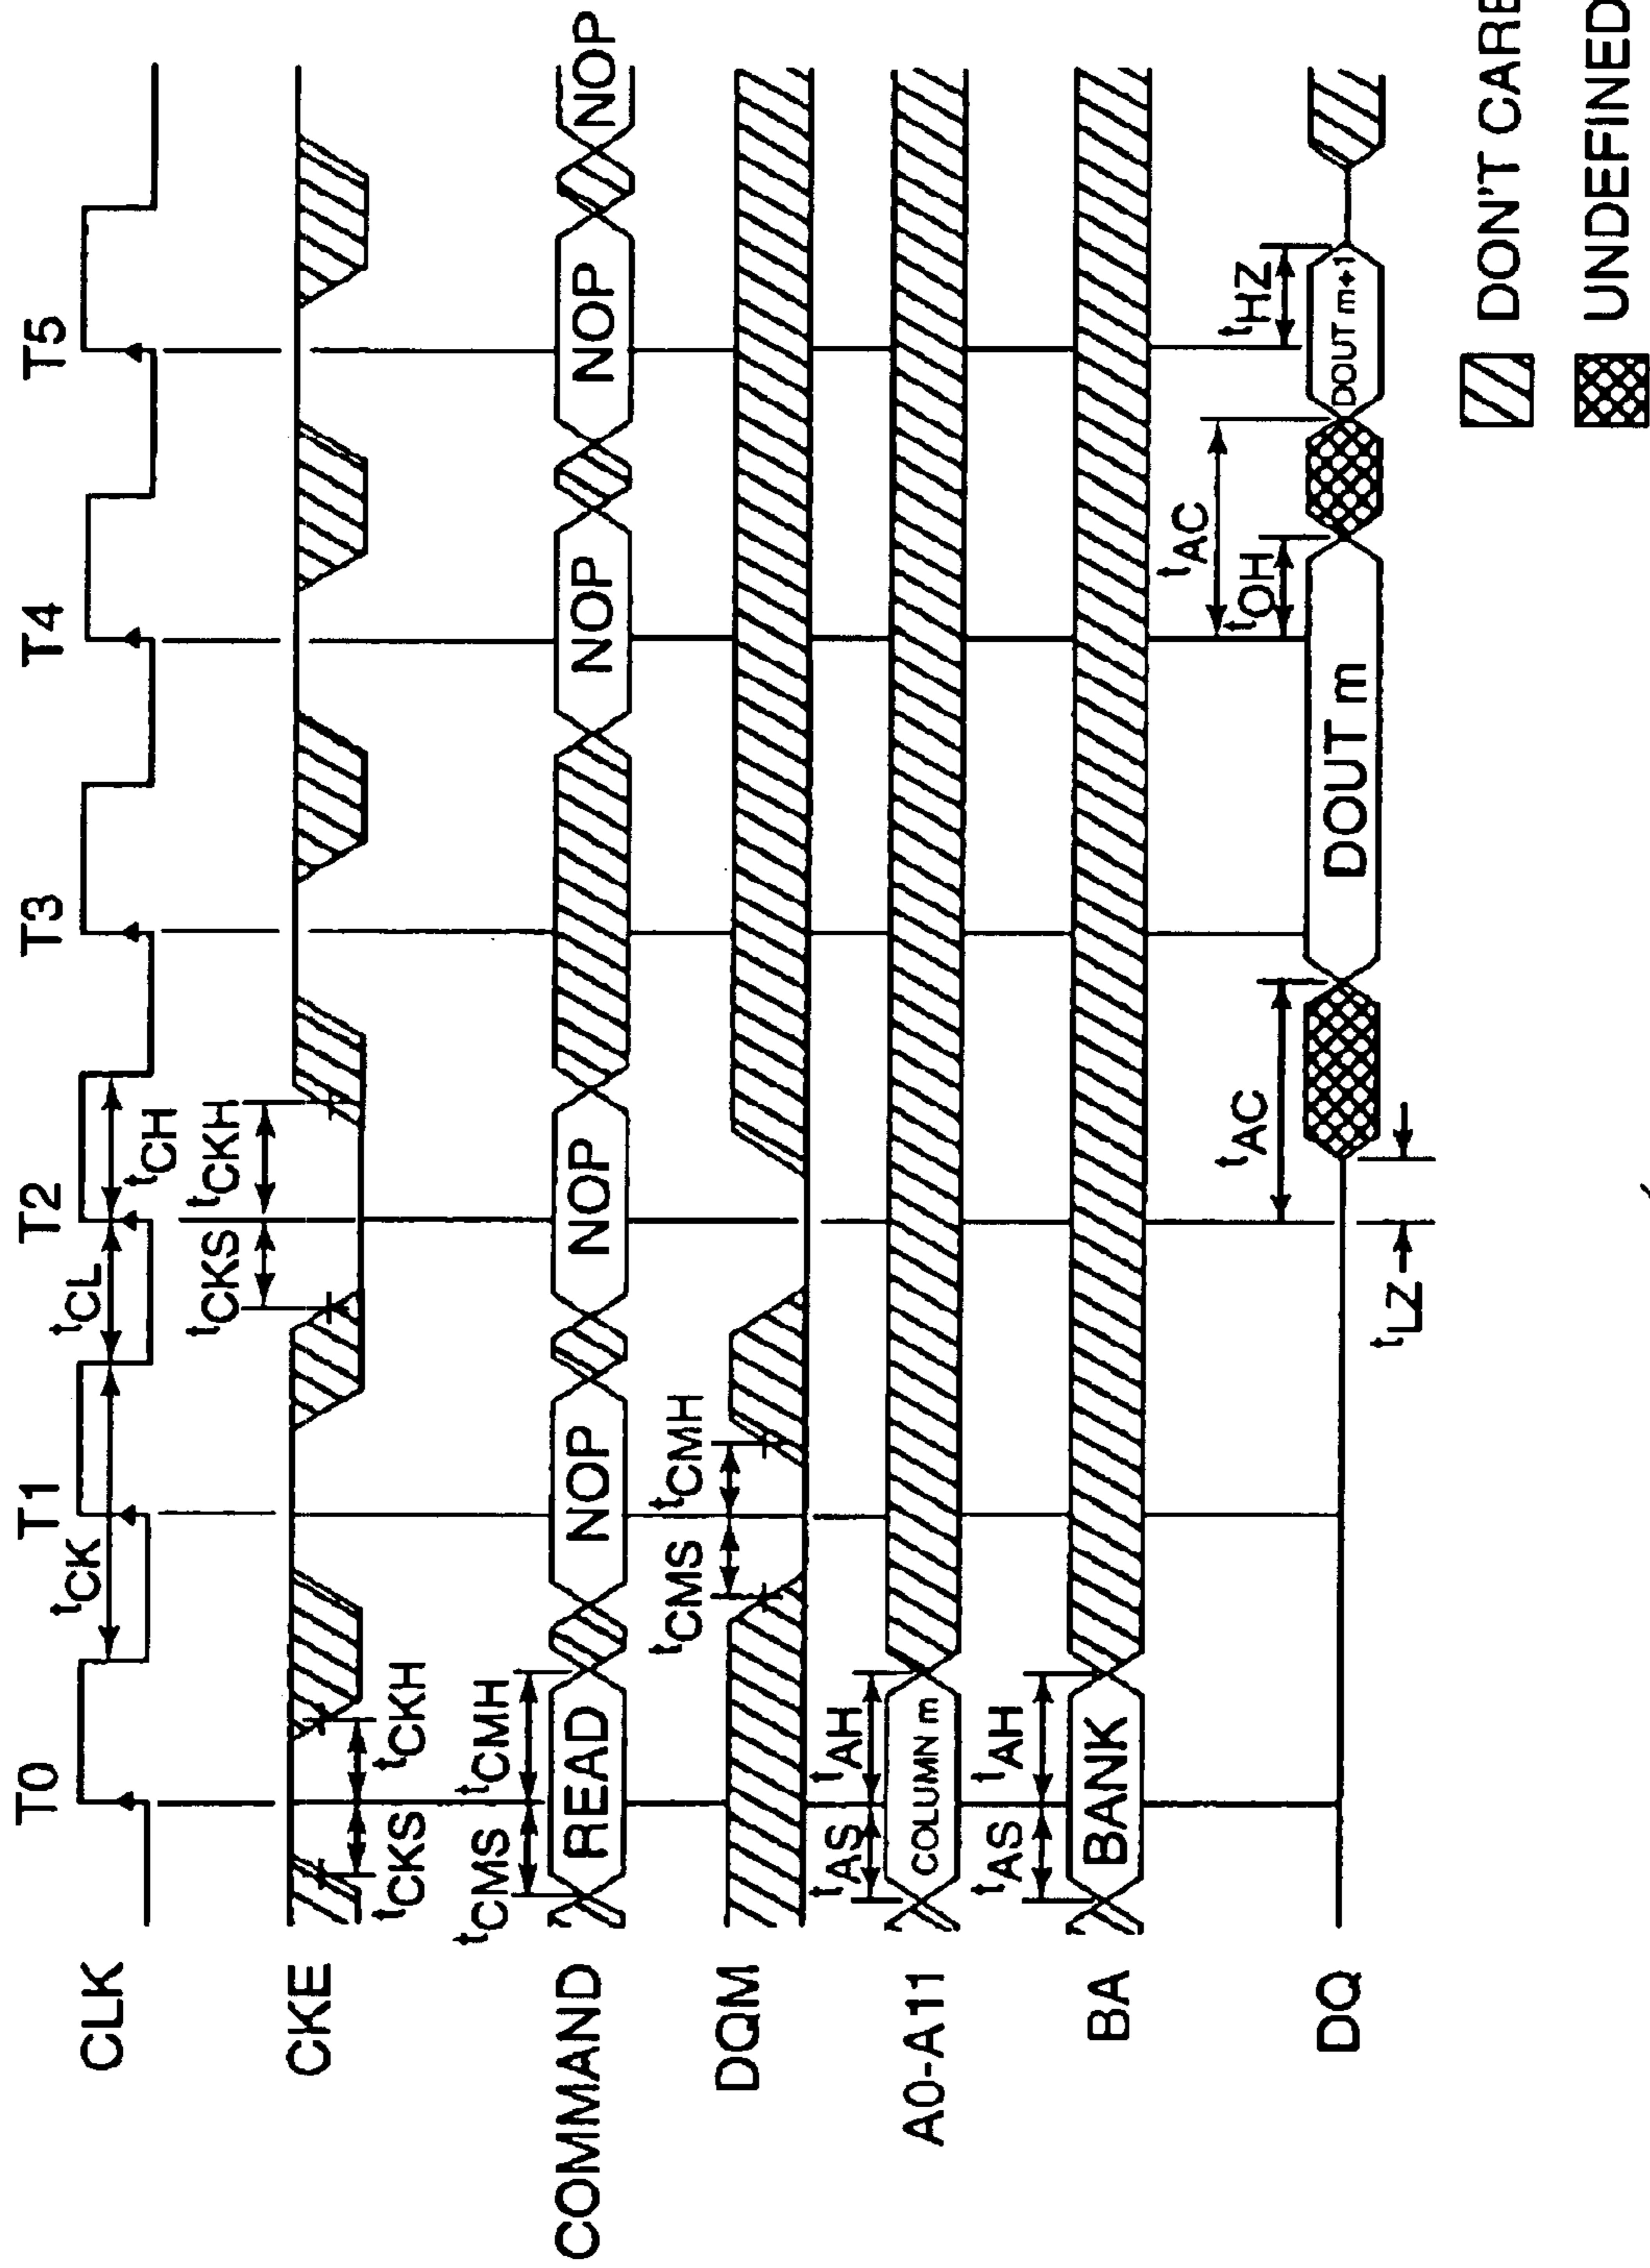 T0 T1 T2 T3 T4 T5
CLK
tCK tCL tCH
CKE
tCKS tCKH tCKS tCKH
tCMS tCMH
COMMAND READ NOP NOP NOP NOP NOP
tCMS tCMH
DQM
tAS tAH
A0-A11 COLUMN m
tAS tAH
BA BANK
tAC tAC
tOH tHZ
DQ DOUT m DOUT m+1
tLZ
DON'T CARE
UNDEFINED